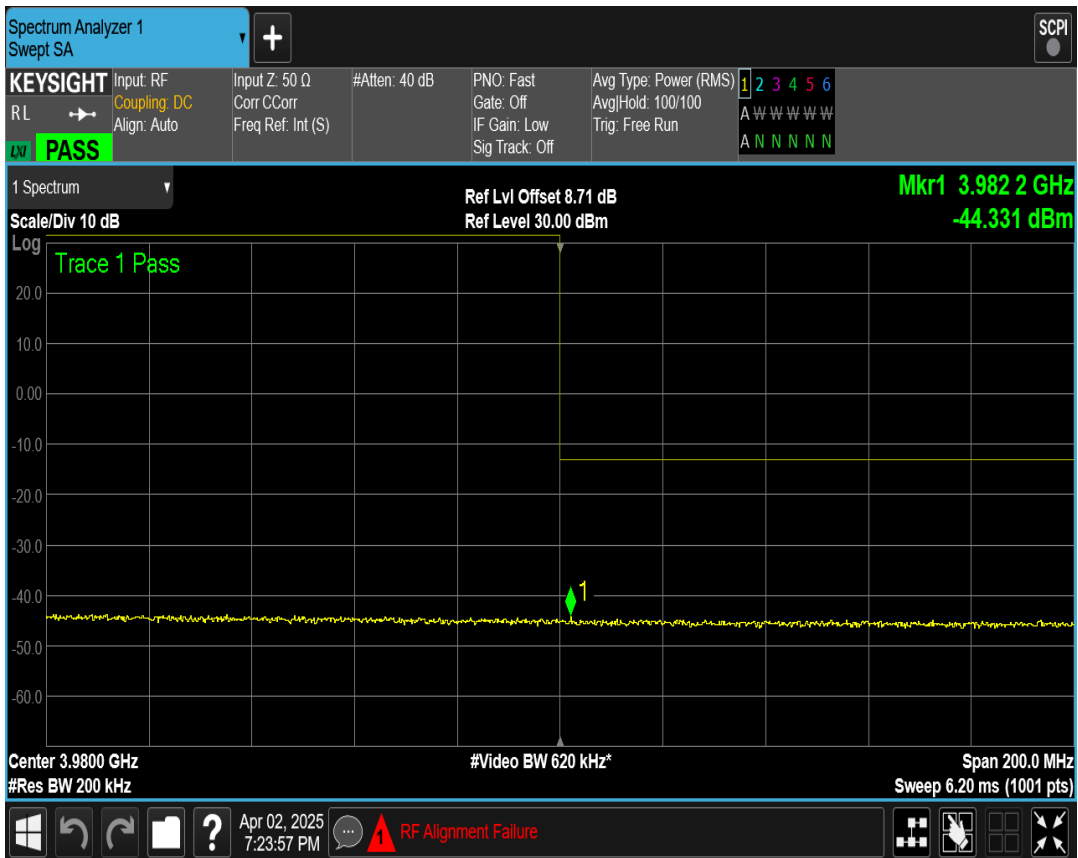 Spectrum Analyzer 1
Swept SA
+
SCPI
KEYSIGHT
RL
LXI PASS
Input: RF
Coupling: DC
Align: Auto
Input Z: 50 Ω
Corr CCorr
Freq Ref: Int (S)
#Atten: 40 dB
PNO: Fast
Gate: Off
IF Gain: Low
Sig Track: Off
Avg Type: Power (RMS)
Avg|Hold: 100/100
Trig: Free Run
1 2 3 4 5 6
A W W W W W
A N N N N N
1 Spectrum
Scale/Div 10 dB
Ref Lvl Offset 8.71 dB
Ref Level 30.00 dBm
Mkr1 3.982 2 GHz
-44.331 dBm
Log
Trace 1 Pass
20.0
10.0
0.00
-10.0
-20.0
-30.0
-40.0
1
-50.0
-60.0
Center 3.9800 GHz
#Res BW 200 kHz
#Video BW 620 kHz*
Span 200.0 MHz
Sweep 6.20 ms (1001 pts)
?
Apr 02, 2025
7:23:57 PM
1
RF Alignment Failure